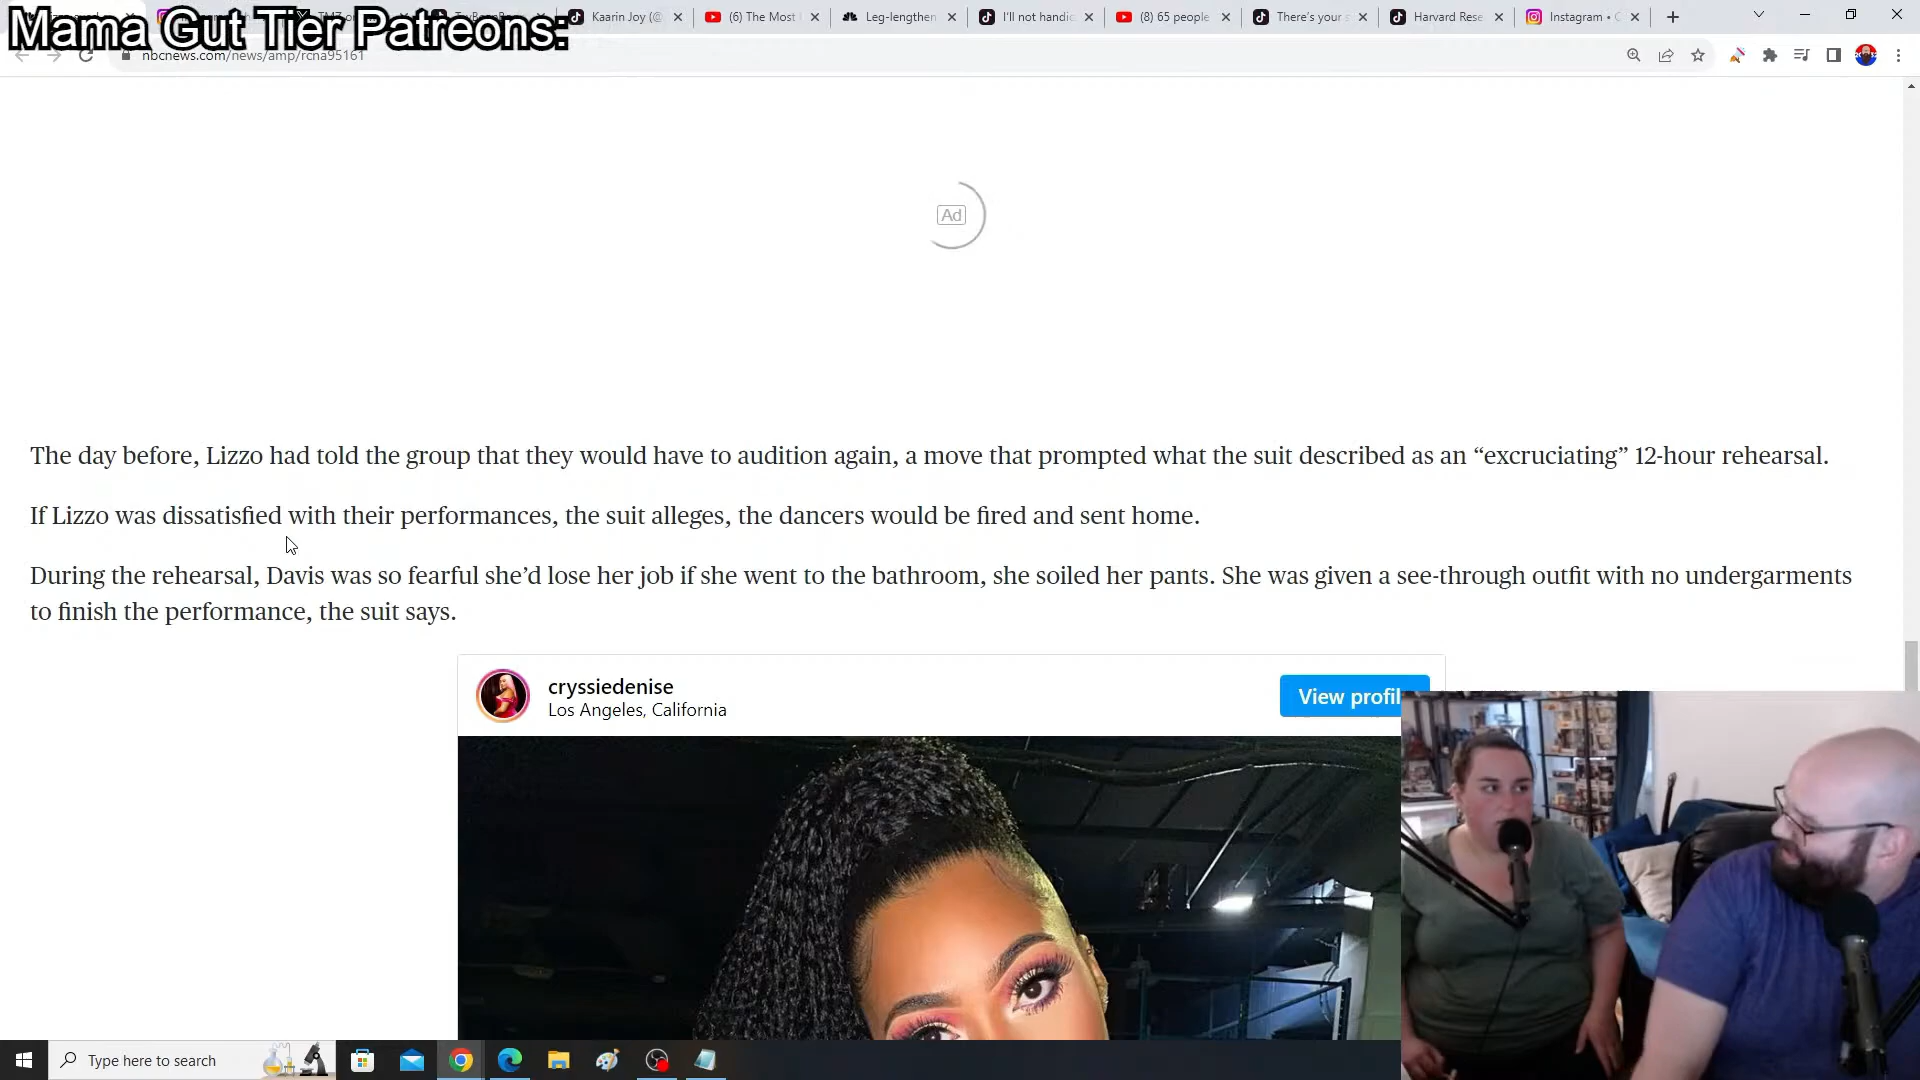 Mama Gut Tier Patreons:
Kaarin Joy (@
(6) The Most
Leg-lengthen
I'll not handic
(8) 65 people
There's your s
Harvard Rese
Instagram • C
nbcnews.com/news/amp/rcna95161
Ad
The day before, Lizzo had told the group that they would have to audition again, a move that prompted what the suit described as an “excruciating” 12-hour rehearsal.
If Lizzo was dissatisfied with their performances, the suit alleges, the dancers would be fired and sent home.
During the rehearsal, Davis was so fearful she’d lose her job if she went to the bathroom, she soiled her pants. She was given a see-through outfit with no undergarments
to finish the performance, the suit says.
cryssiedenise
Los Angeles, California
View profil
Type here to search